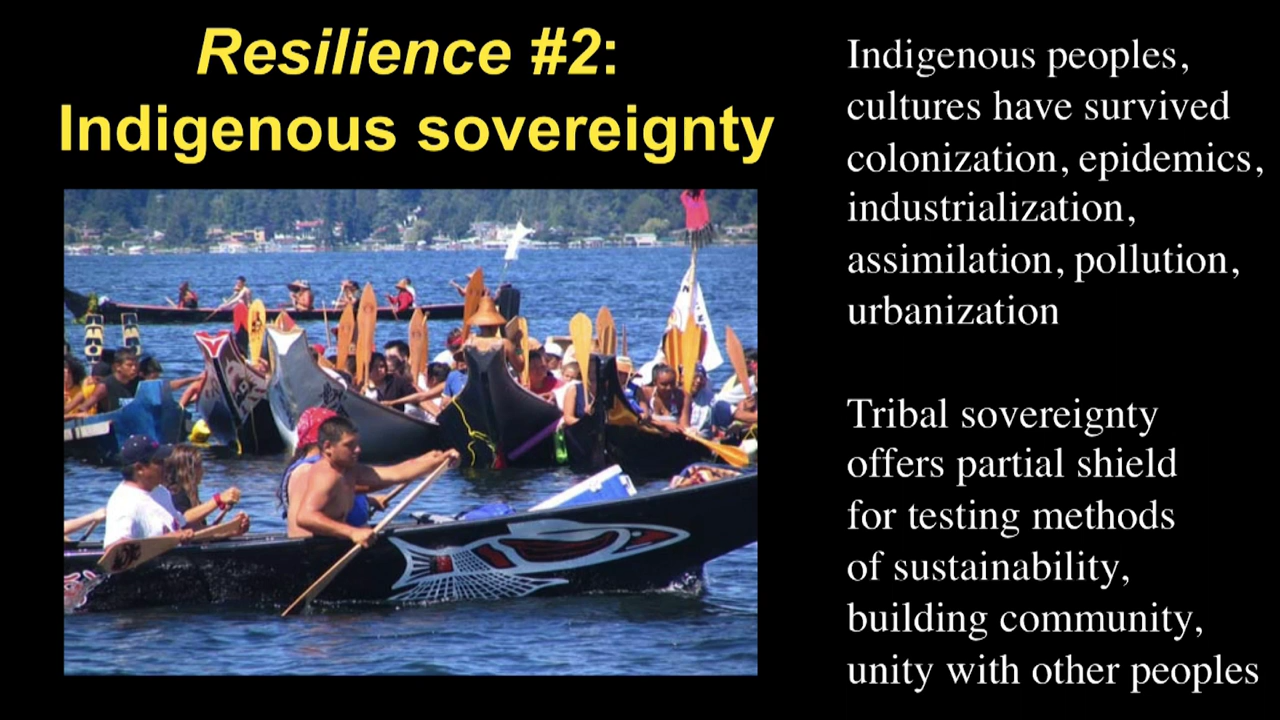 Resilience #2:
Indigenous sovereignty
Indigenous peoples,
cultures have survived
colonization, epidemics,
industrialization,
assimilation, pollution,
urbanization
Tribal sovereignty
offers partial shield
for testing methods
of sustainability,
building community,
unity with other peoples